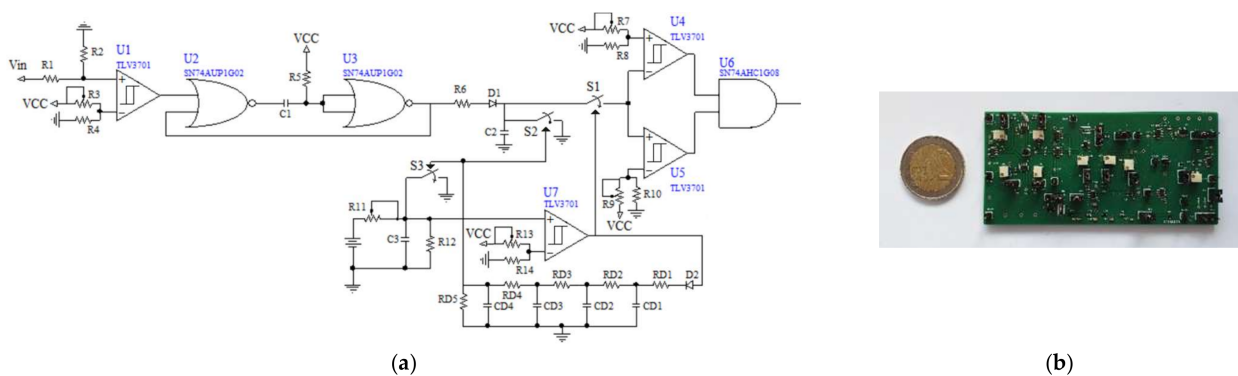 R7
U4
TLV3701
VCC
R8
U6
SN74AHC1G08
R2
VCC
U1
TLV3701
U2
SN74AUP1G02
U3
SN74AUP1G02
Vin
R1
R5
R3
VCC
R4
C1
R6
D1
S1
C2
S2
S3
U5
TLV3701
R9
R10
VCC
U7
TLV3701
R11
C3
R12
VCC
R13
R14
RD5
CD4
RD4
CD3
RD3
CD2
RD2
CD1
RD1
D2
(a)
(b)